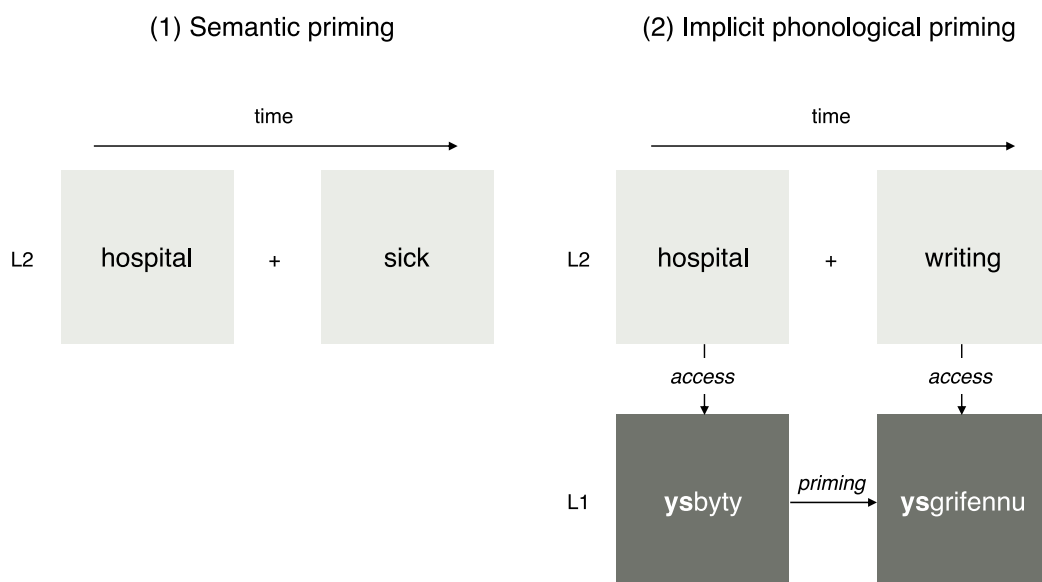 (1) Semantic priming
time
L2
hospital
+
sick
(2) Implicit phonological priming
time
L2
hospital
+
writing
access
access
L1
ysbyty
priming
ysgrifennu